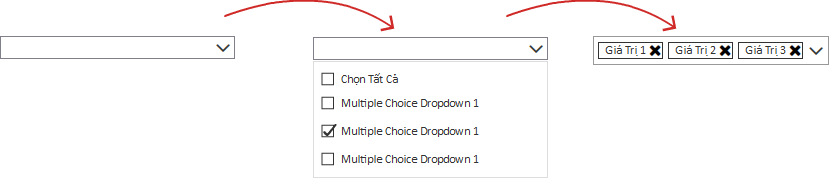 Chọn Tất Cả
Multiple Choice Dropdown 1
Multiple Choice Dropdown 1
Multiple Choice Dropdown 1
Giá Trị 1
Giá Trị 2
Giá Trị 3